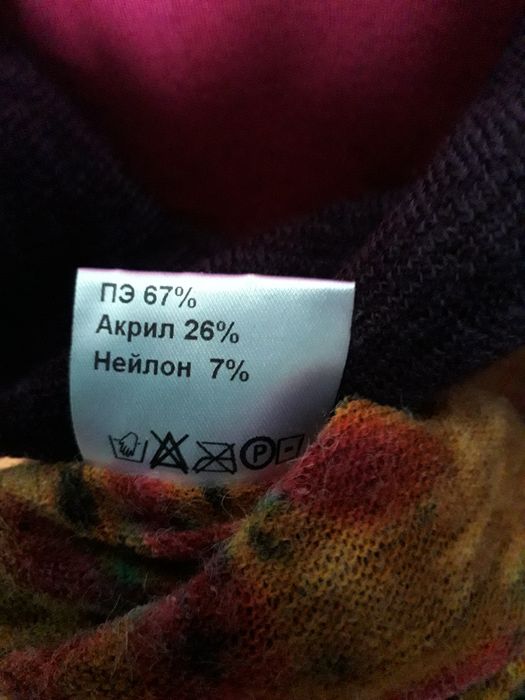 ПЭ 67%
Акрил 26%
Нейлон 7%
P